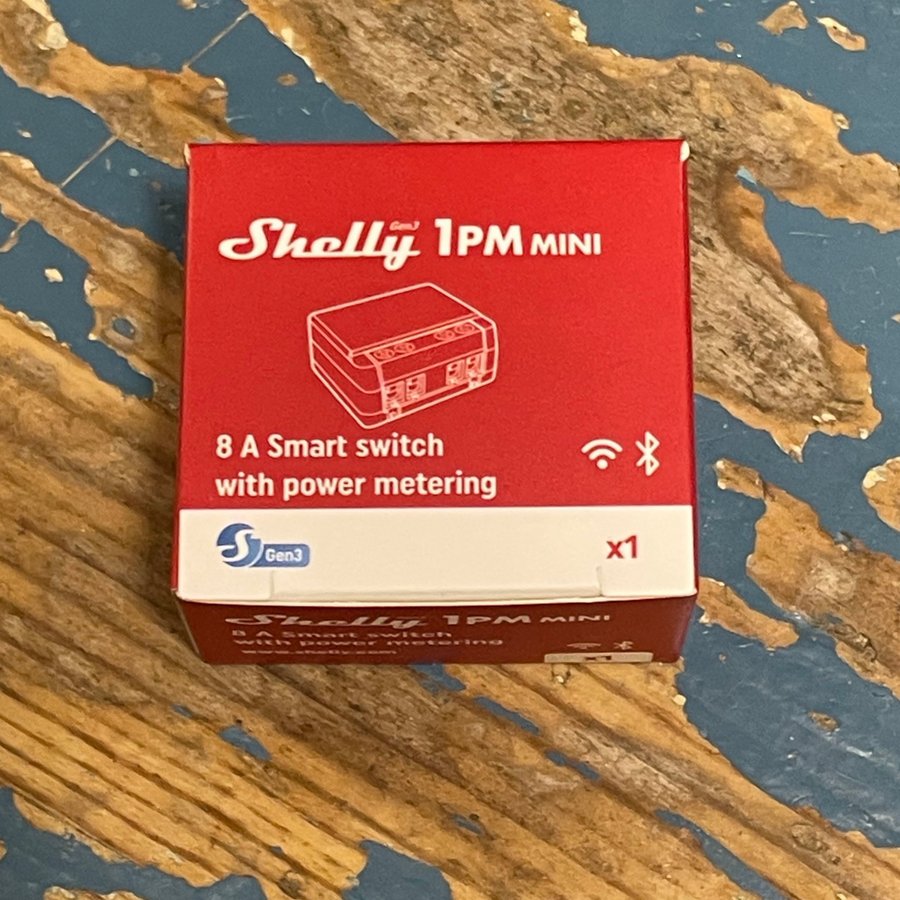 Shelly Gen3 1PM MINI
8 A Smart switch
with power metering
Gen3
x1
Shelly 1PM MINI
8 A Smart switch
with power metering
www.shelly.com
x1